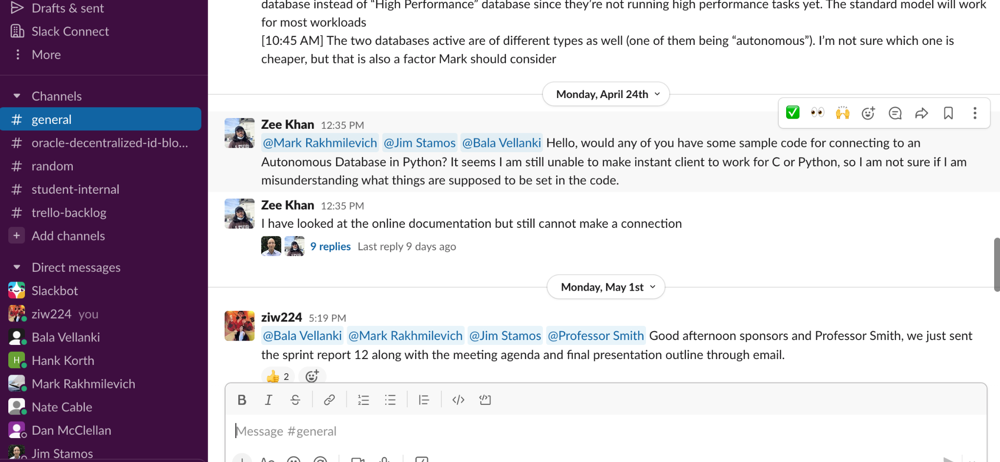 Drafts & sent
Slack Connect
More
Channels
# general
# oracle-decentralized-id-blo...
# random
# student-internal
# trello-backlog
+ Add channels
Direct messages
Slackbot
ziw224 you
Bala Vellanki
H Hank Korth
Mark Rakhmilevich
Nate Cable
Dan McClellan
Jim Stamos
database instead of “High Performance” database since they’re not running high performance tasks yet. The standard model will work
for most workloads
[10:45 AM] The two databases active are of different types as well (one of them being “autonomous”). I’m not sure which one is
cheaper, but that is also a factor Mark should consider
Monday, April 24th
Zee Khan 12:35 PM
@Mark Rakhmilevich @Jim Stamos @Bala Vellanki Hello, would any of you have some sample code for connecting to an
Autonomous Database in Python? It seems I am still unable to make instant client to work for C or Python, so I am not sure if I am
misunderstanding what things are supposed to be set in the code.
Zee Khan 12:35 PM
I have looked at the online documentation but still cannot make a connection
9 replies Last reply 9 days ago
Monday, May 1st
ziw224 5:19 PM
@Bala Vellanki @Mark Rakhmilevich @Jim Stamos @Professor Smith Good afternoon sponsors and Professor Smith, we just sent
the sprint report 12 along with the meeting agenda and final presentation outline through email.
👍 2
B I S
Message #general
Aa